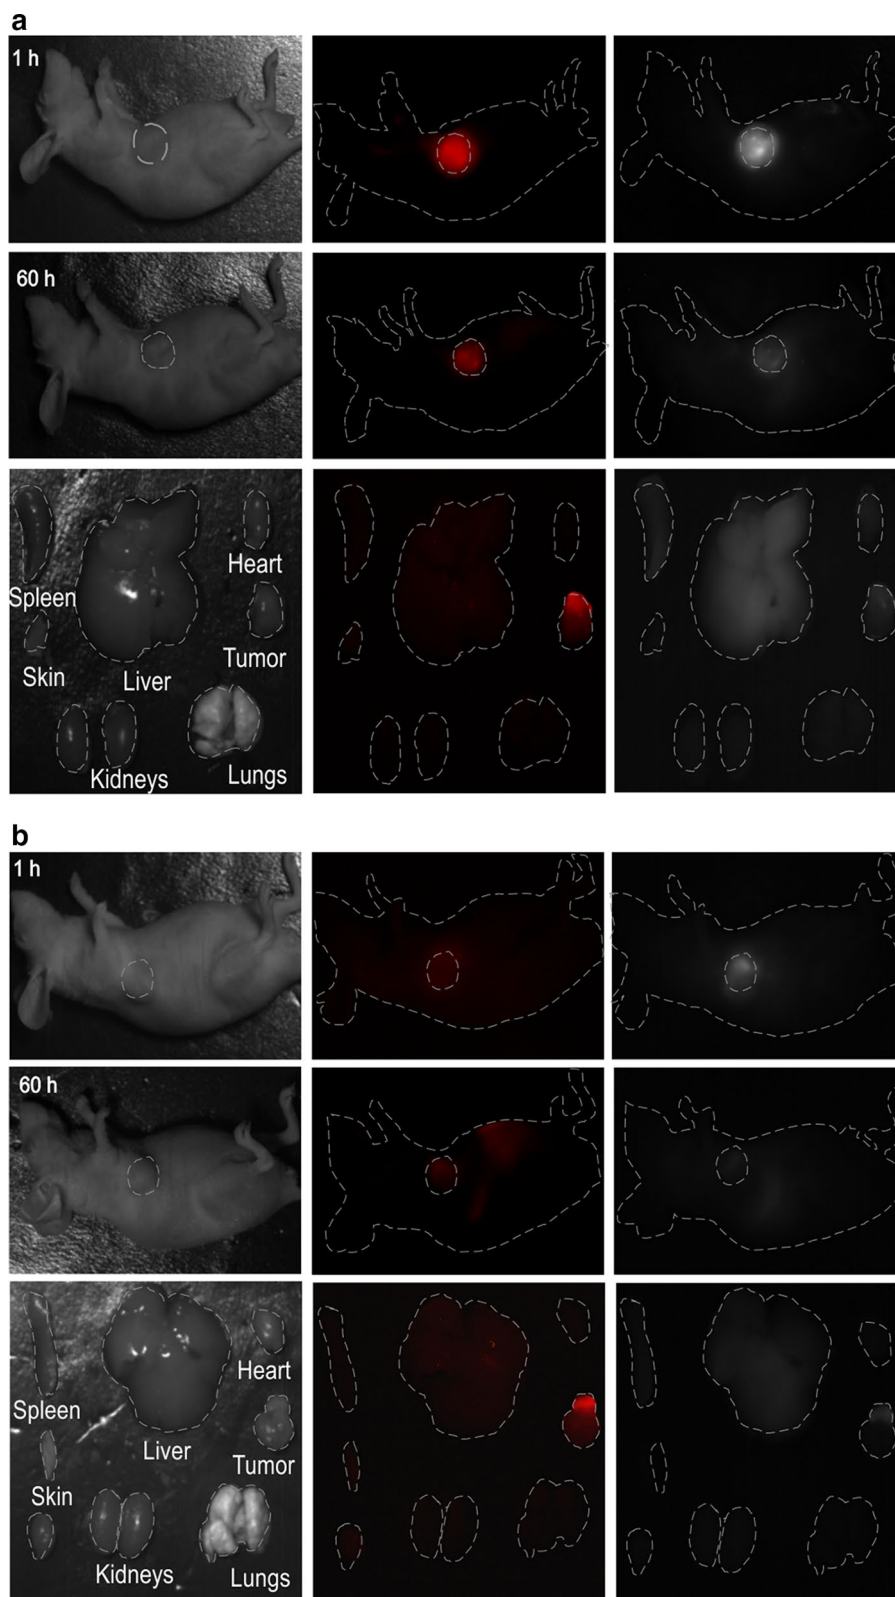 a
1 h
60 h
Heart
Spleen
Tumor
Skin
Liver
Kidneys
Lungs
b
1 h
60 h
Heart
Spleen
Liver
Tumor
Skin
Kidneys
Lungs